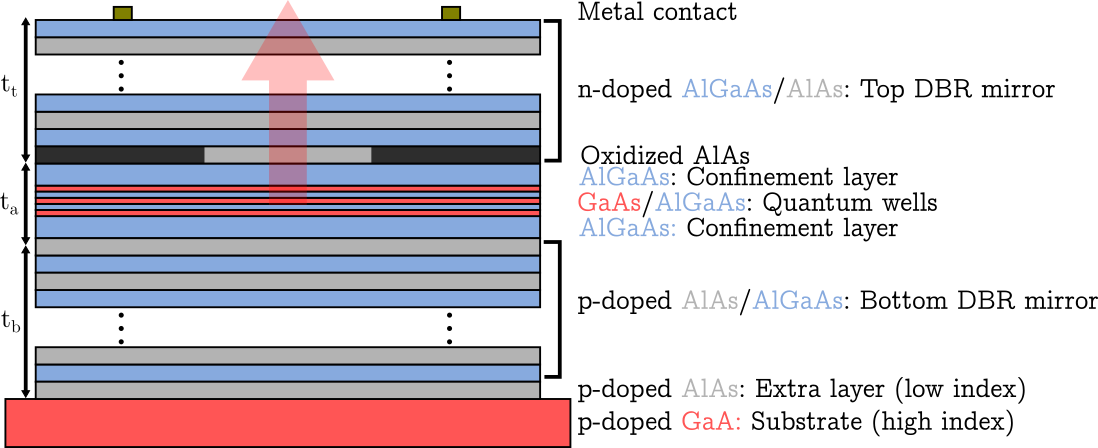 Metal contact
t_t
n-doped AlGaAs/AlAs: Top DBR mirror
Oxidized AlAs
AlGaAs: Confinement layer
t_a
GaAs/AlGaAs: Quantum wells
AlGaAs: Confinement layer
p-doped AlAs/AlGaAs: Bottom DBR mirror
t_b
p-doped AlAs: Extra layer (low index)
p-doped GaA: Substrate (high index)